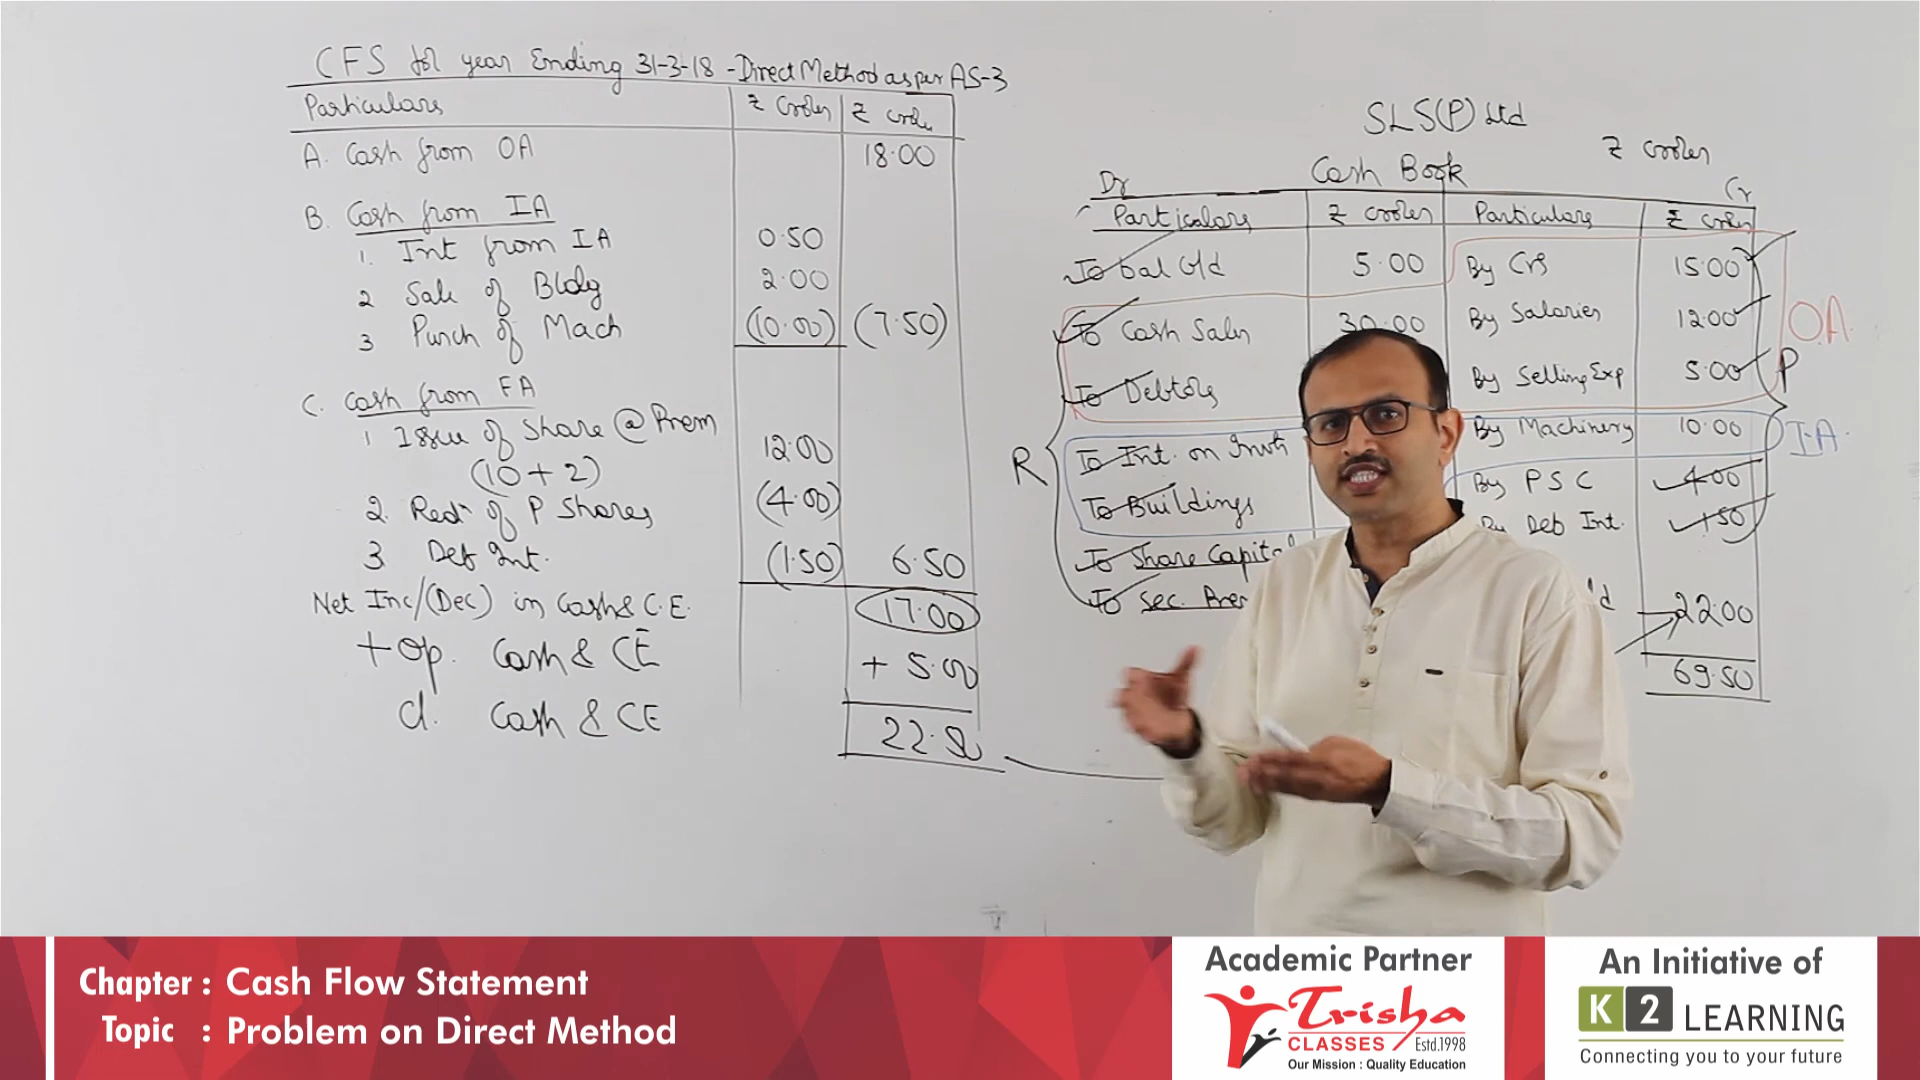 CFS for year Ending 31-3-18 - Direct Method as per AS-3
Particulars ₹ Crores ₹ Crores
A. Cash from OA 18.00
B. Cash from IA
1. Int from IA 0.50
2 Sale of Bldg 2.00
3 Purch of Mach (10.00) (7.50)
C. Cash from FA
1 Issue of Share @ Prem
(10+2) 12.00
2. Redn of P Shares (4.00)
3 Deb Int. (1.50) 6.50
Net Inc/(Dec) in Cash & C.E. 17.00
+ Op. Cash & CE + 5.00
Cl. Cash & CE 22.00
SLS(P) Ltd
₹ Crores
Dr Cash Book Cr
Particulars ₹ Crores Particulars ₹ Crores
To bal b/d 5.00 By Crs 15.00
To Cash Sales 30.00 By Salaries 12.00
To Debtors By Selling Exp 5.00
To Int. on Invt By Machinery 10.00
To Buildings By PSC 4.00
To Share Capital By Deb Int. 1.50
To Sec. Prem 22.00
69.50
R
P
O.A.
I.A.
Chapter : Cash Flow Statement
Topic : Problem on Direct Method
Academic Partner
Trisha
CLASSES Estd.1998
Our Mission : Quality Education
An Initiative of
K2 LEARNING
Connecting you to your future